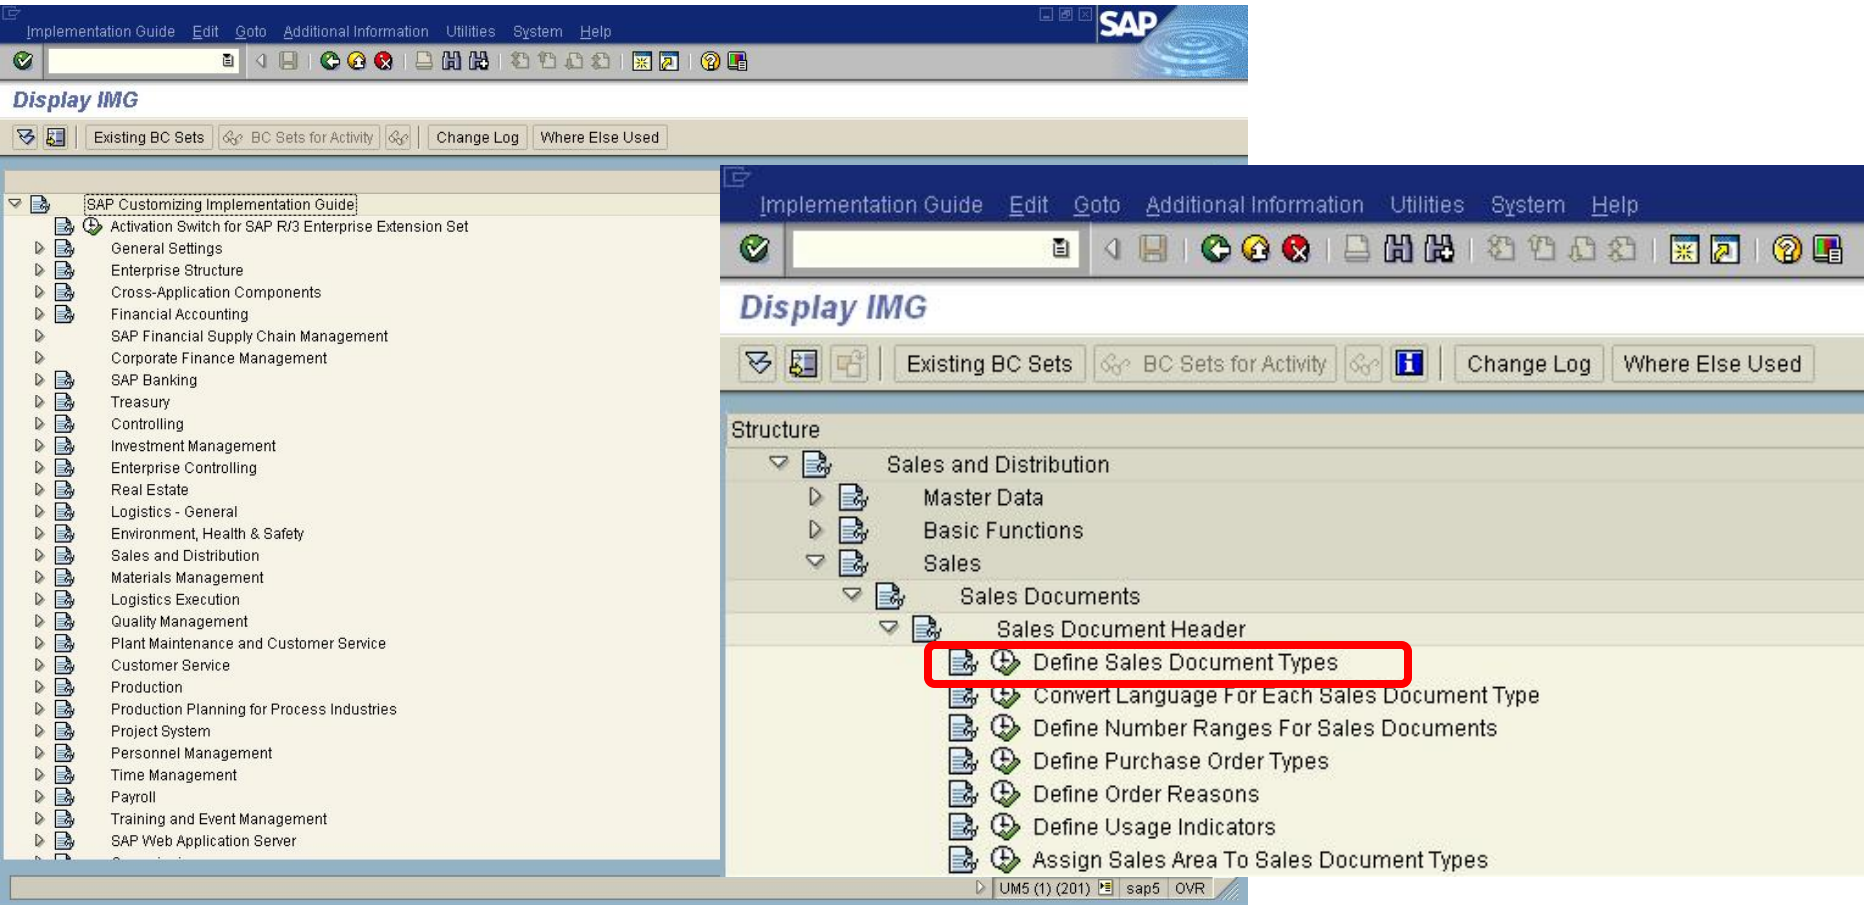 Implementation Guide Edit Goto Additional Information Utilities System Help
SAP
Display IMG
Existing BC Sets BC Sets for Activity Change Log Where Else Used
SAP Customizing Implementation Guide
Activation Switch for SAP R/3 Enterprise Extension Set
General Settings
Enterprise Structure
Cross-Application Components
Financial Accounting
SAP Financial Supply Chain Management
Corporate Finance Management
SAP Banking
Treasury
Controlling
Investment Management
Enterprise Controlling
Real Estate
Logistics - General
Environment, Health & Safety
Sales and Distribution
Materials Management
Logistics Execution
Quality Management
Plant Maintenance and Customer Service
Customer Service
Production
Production Planning for Process Industries
Project System
Personnel Management
Time Management
Payroll
Training and Event Management
SAP Web Application Server
Implementation Guide Edit Goto Additional Information Utilities System Help
Display IMG
Existing BC Sets BC Sets for Activity Change Log Where Else Used
Structure
Sales and Distribution
Master Data
Basic Functions
Sales
Sales Documents
Sales Document Header
Define Sales Document Types
Convert Language For Each Sales Document Type
Define Number Ranges For Sales Documents
Define Purchase Order Types
Define Order Reasons
Define Usage Indicators
Assign Sales Area To Sales Document Types
UM5 (1) (201) sap5 OVR